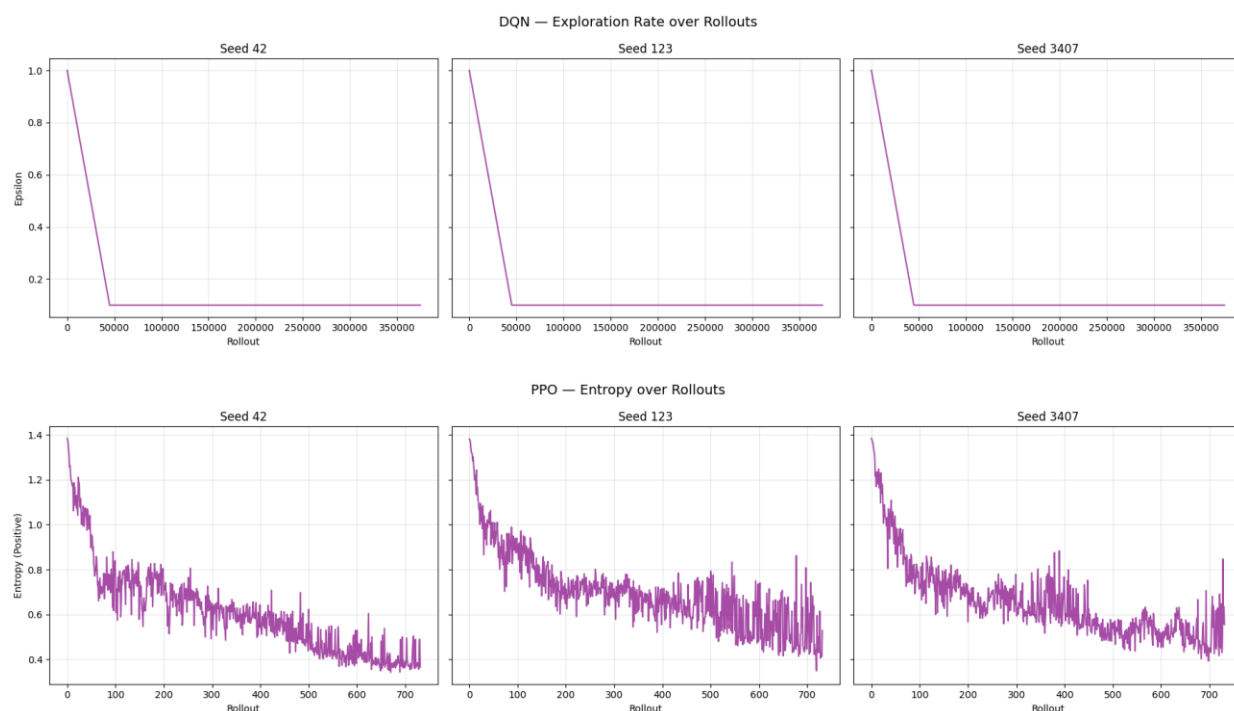 DQN — Exploration Rate over Rollouts
Seed 42
Seed 123
Seed 3407
1.0
0.8
0.6
0.4
0.2
Epsilon
0 50000 100000 150000 200000 250000 300000 350000
0 50000 100000 150000 200000 250000 300000 350000
0 50000 100000 150000 200000 250000 300000 350000
Rollout
Rollout
Rollout
PPO — Entropy over Rollouts
Seed 42
Seed 123
Seed 3407
1.4
1.2
1.0
0.8
0.6
0.4
Entropy (Positive)
0 100 200 300 400 500 600 700
0 100 200 300 400 500 600 700
0 100 200 300 400 500 600 700
Rollout
Rollout
Rollout